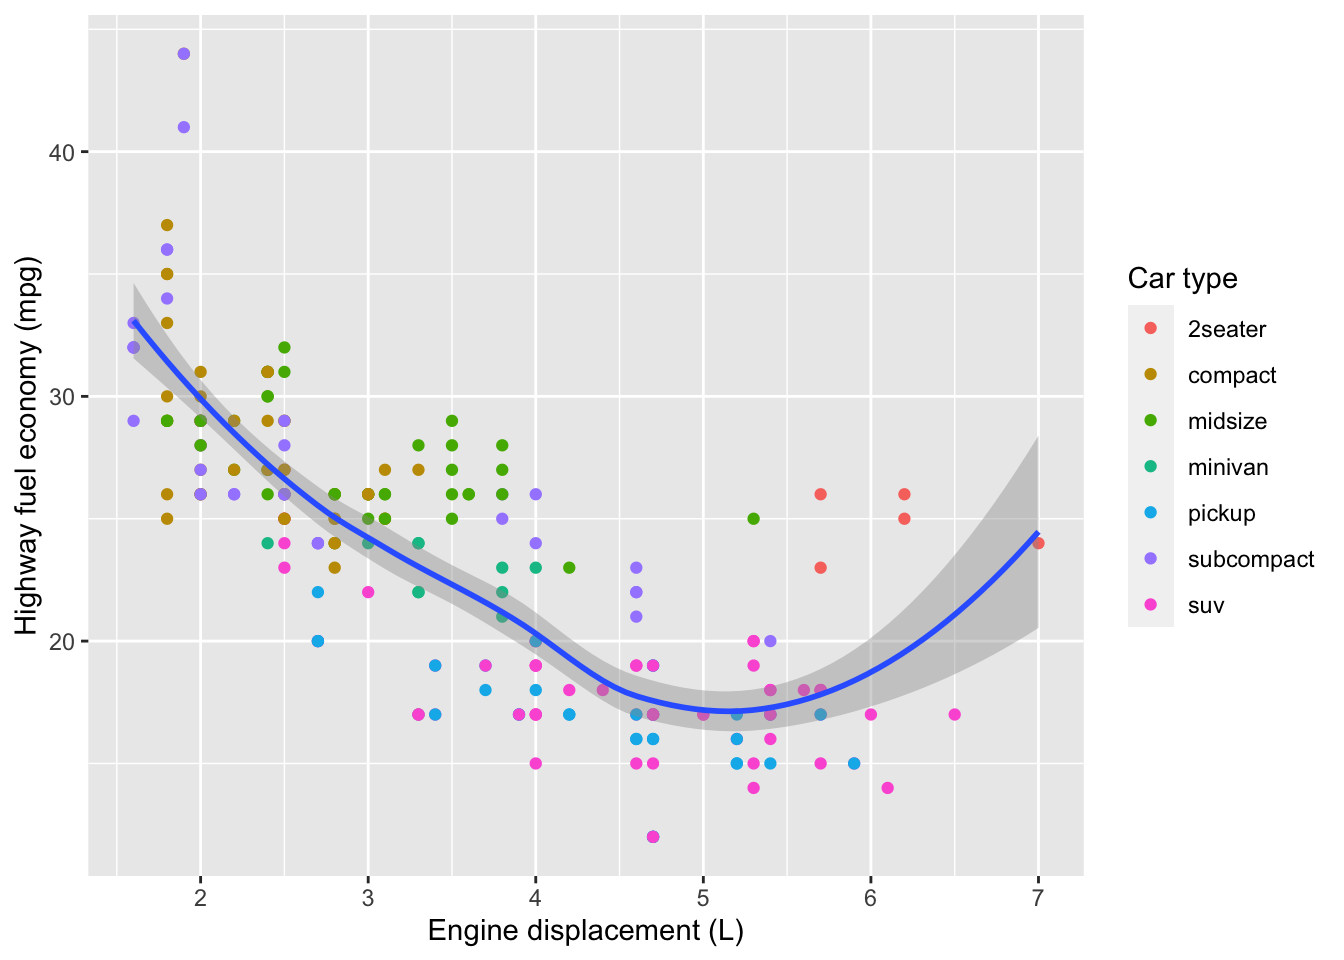 Highway fuel economy (mpg)
40
30
20
2 3 4 5 6 7
Engine displacement (L)
Car type
2seater
compact
midsize
minivan
pickup
subcompact
suv